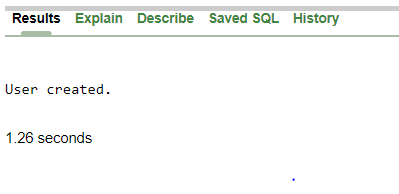 Results Explain Describe Saved SQL History
User created.
1.26 seconds